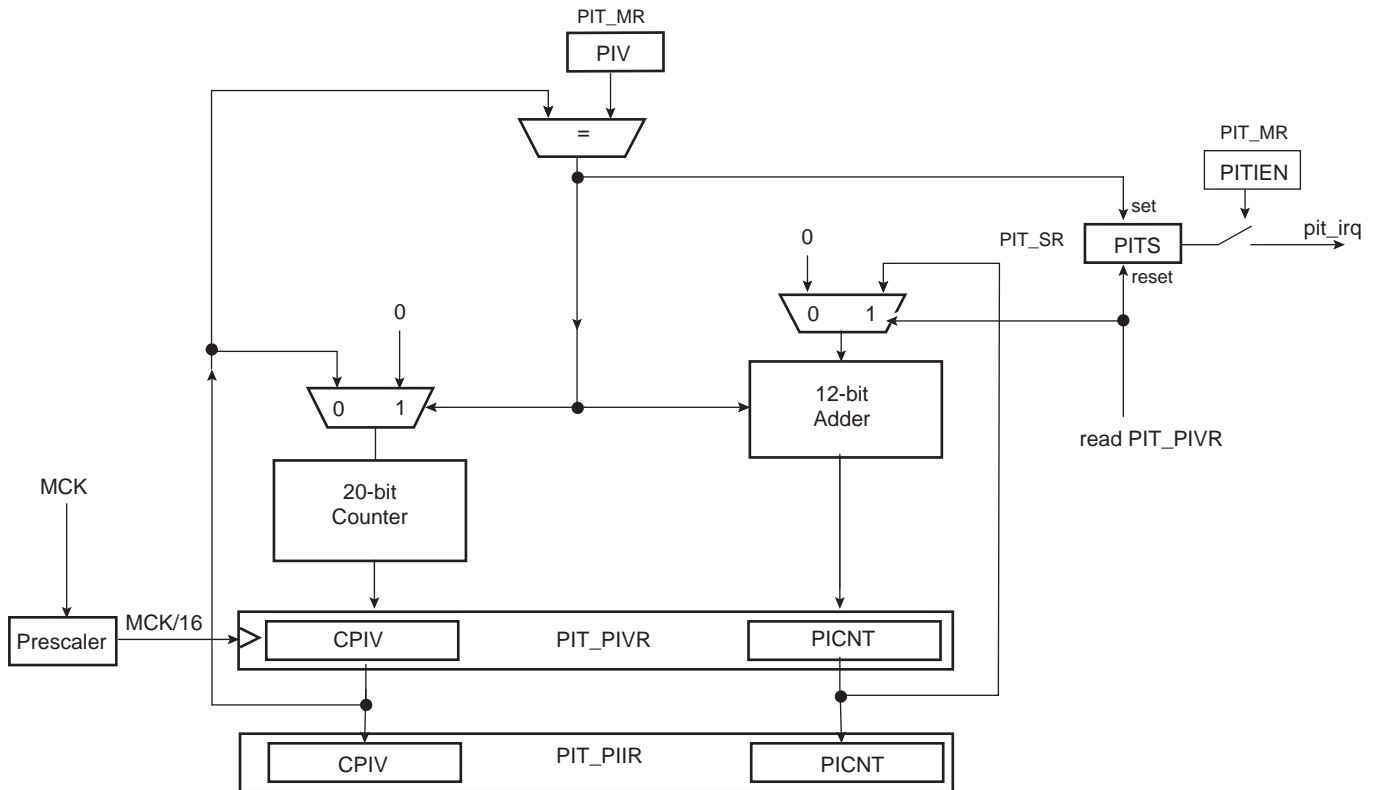 PIT_MR
PIV
=
PIT_MR
PITIEN
set
PIT_SR
PITS
pit_irq
reset
0
0 1
0
0 1
12-bit
Adder
read PIT_PIVR
20-bit
Counter
MCK
Prescaler
MCK/16
CPIV
PIT_PIVR
PICNT
CPIV
PIT_PIIR
PICNT